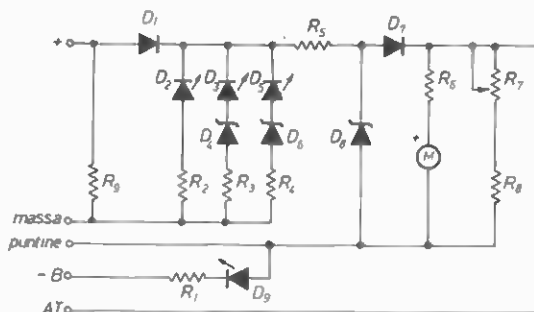 D1
R5
D7
+
D2
D3
D5
R6
R7
D4
D6
D8
+
M
R9
R2
R3
R4
R8
massa
puntine
- B
R1
D9
AT